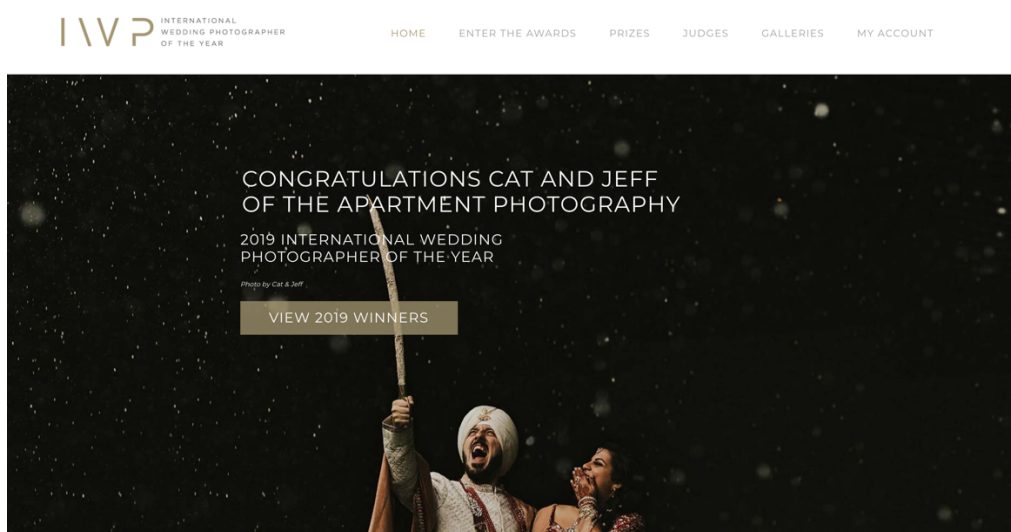 IWP
INTERNATIONAL
WEDDING PHOTOGRAPHER
OF THE YEAR
HOME ENTER THE AWARDS PRIZES JUDGES GALLERIES MY ACCOUNT
CONGRATULATIONS CAT AND JEFF
OF THE APARTMENT PHOTOGRAPHY
2019 INTERNATIONAL WEDDING
PHOTOGRAPHER OF THE YEAR
Photo by Cat & Jeff
VIEW 2019 WINNERS